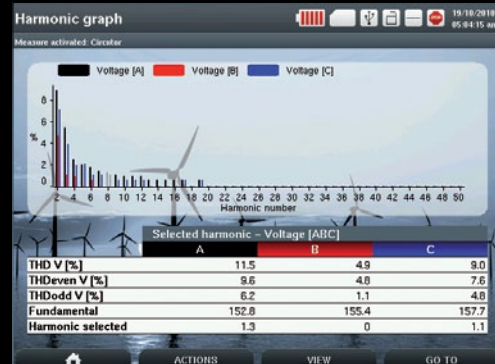 Harmonic graph
19/10/2010
05:04:15 am
Measure activated: Circutor
Voltage [A] Voltage [B] Voltage [C]
8
6
%
4
2
0
2 4 6 8 10 12 14 16 18 20 22 24 26 28 30 32 34 36 38 40 42 44 46 48 50
Harmonic number
Selected harmonic – Voltage [ABC]
A B C
THD V [%] 11.5 4.9 9.0
THDeven V [%] 9.6 4.8 7.6
THDodd V [%] 6.2 1.1 4.8
Fundamental 152.8 155.4 157.7
Harmonic selected 1.3 0 1.1
ACTIONS VIEW GO TO